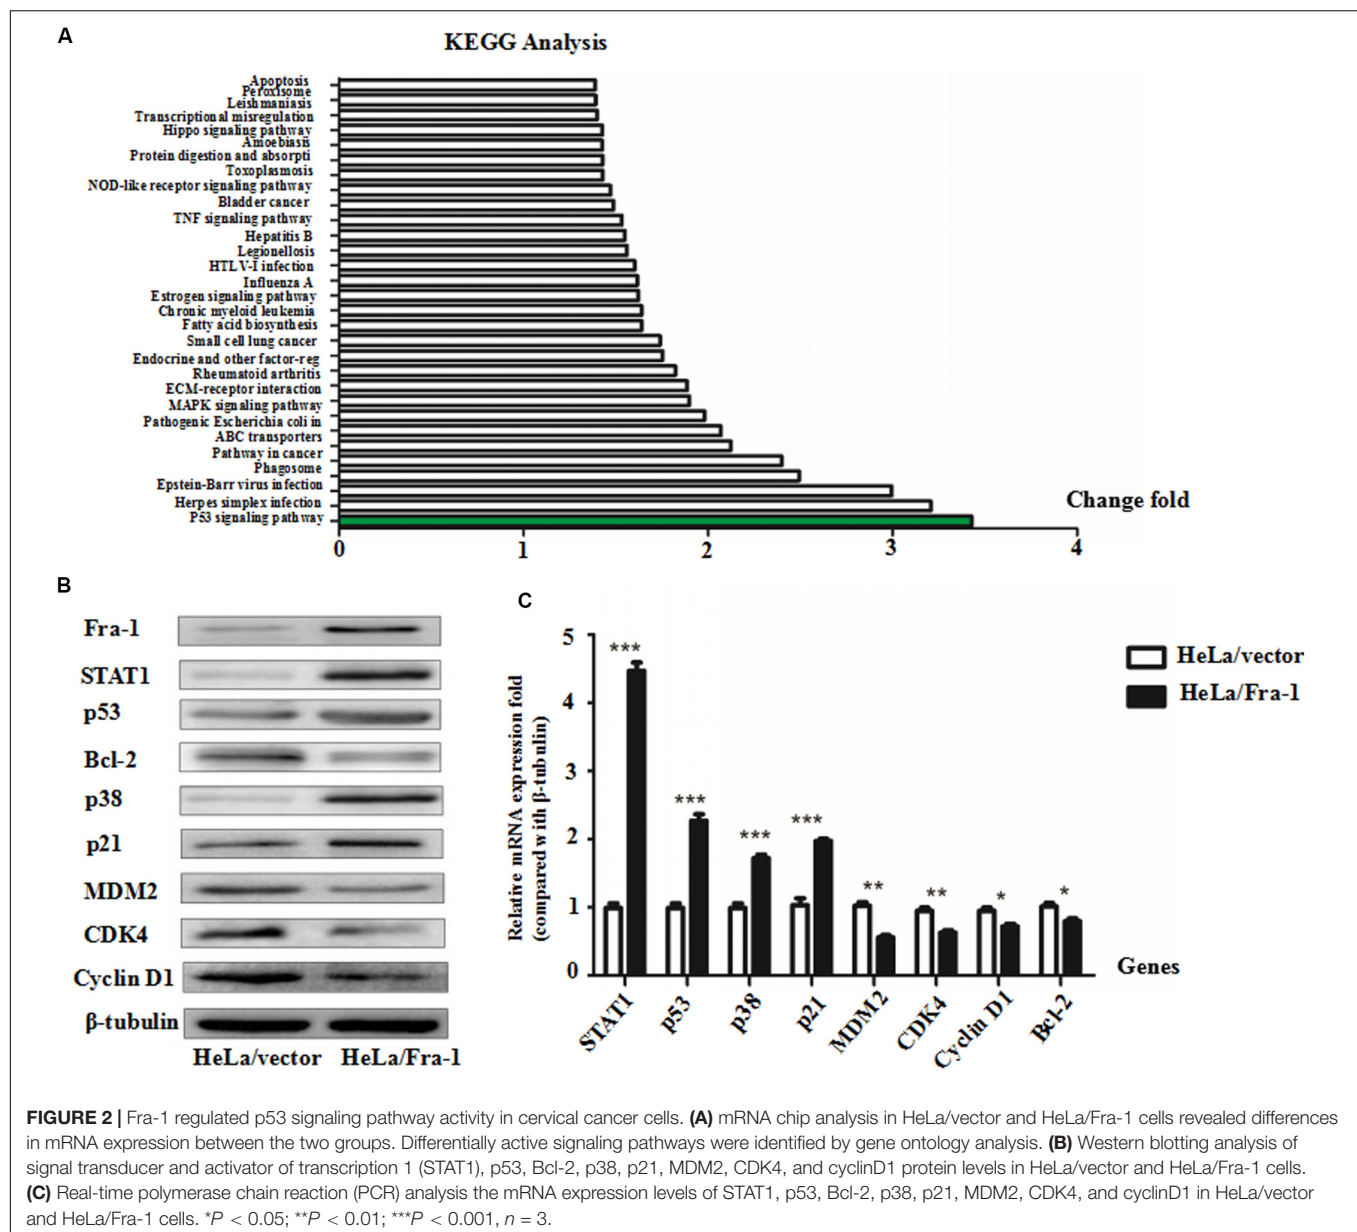 A
KEGG Analysis
Apoptosis
Peroxisome
Leishmaniasis
Transcriptional misregulation
Hippo signaling pathway
Amoebiasis
Protein digestion and absorpti
Toxoplasmosis
NOD-like receptor signaling pathway
Bladder cancer
TNF signaling pathway
Hepatitis B
Legionellosis
HTLV-I infection
Influenza A
Estrogen signaling pathway
Chronic myeloid leukemia
Fatty acid biosynthesis
Small cell lung cancer
Endocrine and other factor-reg
Rheumatoid arthritis
ECM-receptor interaction
MAPK signaling pathway
Pathogenic Escherichia coli in
ABC transporters
Pathway in cancer
Phagosome
Epstein-Barr virus infection
Herpes simplex infection
P53 signaling pathway
Change fold
0 1 2 3 4
B
Fra-1
STAT1
p53
Bcl-2
p38
p21
MDM2
CDK4
Cyclin D1
β-tubulin
HeLa/vector HeLa/Fra-1
C
Relative mRNA expression fold
(compared with β-tubulin)
5
4
3
2
1
0
*** *** *** *** ** ** * *
HeLa/vector
HeLa/Fra-1
Genes
STAT1 p53 p38 p21 MDM2 CDK4 Cyclin D1 Bcl-2
FIGURE 2 | Fra-1 regulated p53 signaling pathway activity in cervical cancer cells. (A) mRNA chip analysis in HeLa/vector and HeLa/Fra-1 cells revealed differences
in mRNA expression between the two groups. Differentially active signaling pathways were identified by gene ontology analysis. (B) Western blotting analysis of
signal transducer and activator of transcription 1 (STAT1), p53, Bcl-2, p38, p21, MDM2, CDK4, and cyclinD1 protein levels in HeLa/vector and HeLa/Fra-1 cells.
(C) Real-time polymerase chain reaction (PCR) analysis the mRNA expression levels of STAT1, p53, Bcl-2, p38, p21, MDM2, CDK4, and cyclinD1 in HeLa/vector
and HeLa/Fra-1 cells. *P < 0.05; **P < 0.01; ***P < 0.001, n = 3.